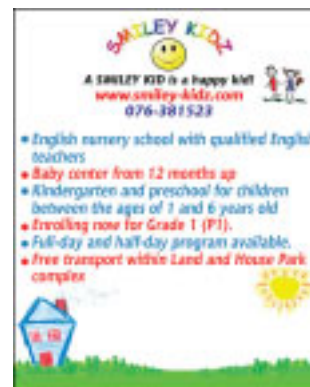 SMILEY KIDZ
A SMILEY KID is a happy kid!
www.smiley-kidz.com
076-381523
• English nursery school with qualified English
teachers
• Baby center from 12 months up
• Kindergarten and preschool for children
between the ages of 1 and 6 years old
• Enrolling now for Grade 1 (P1).
• Full-day and half-day program available.
• Free transport within Land and House Park
complex